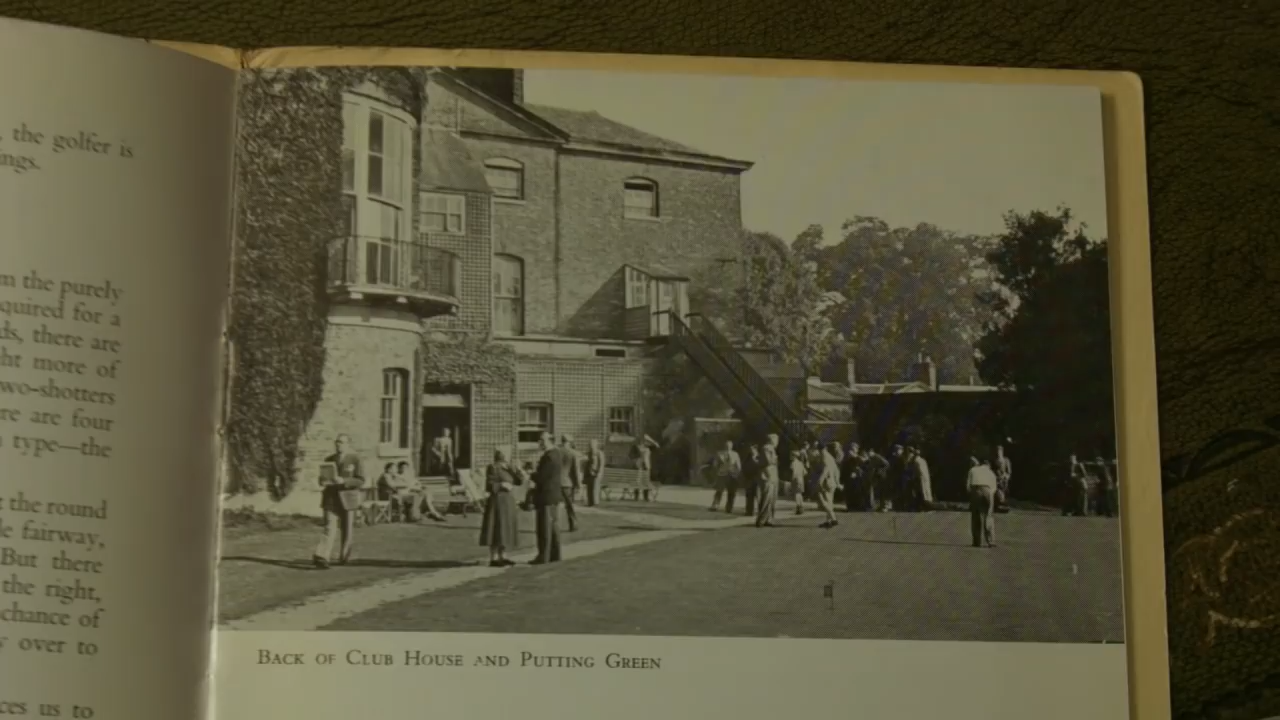 , the golfer is
ings.
m the purely
quired for a
ds, there are
ht more of
wo-shotters
re are four
n type—the
t the round
le fairway,
But there
the right,
chance of
y over to
ces us to
Back of Club House and Putting Green